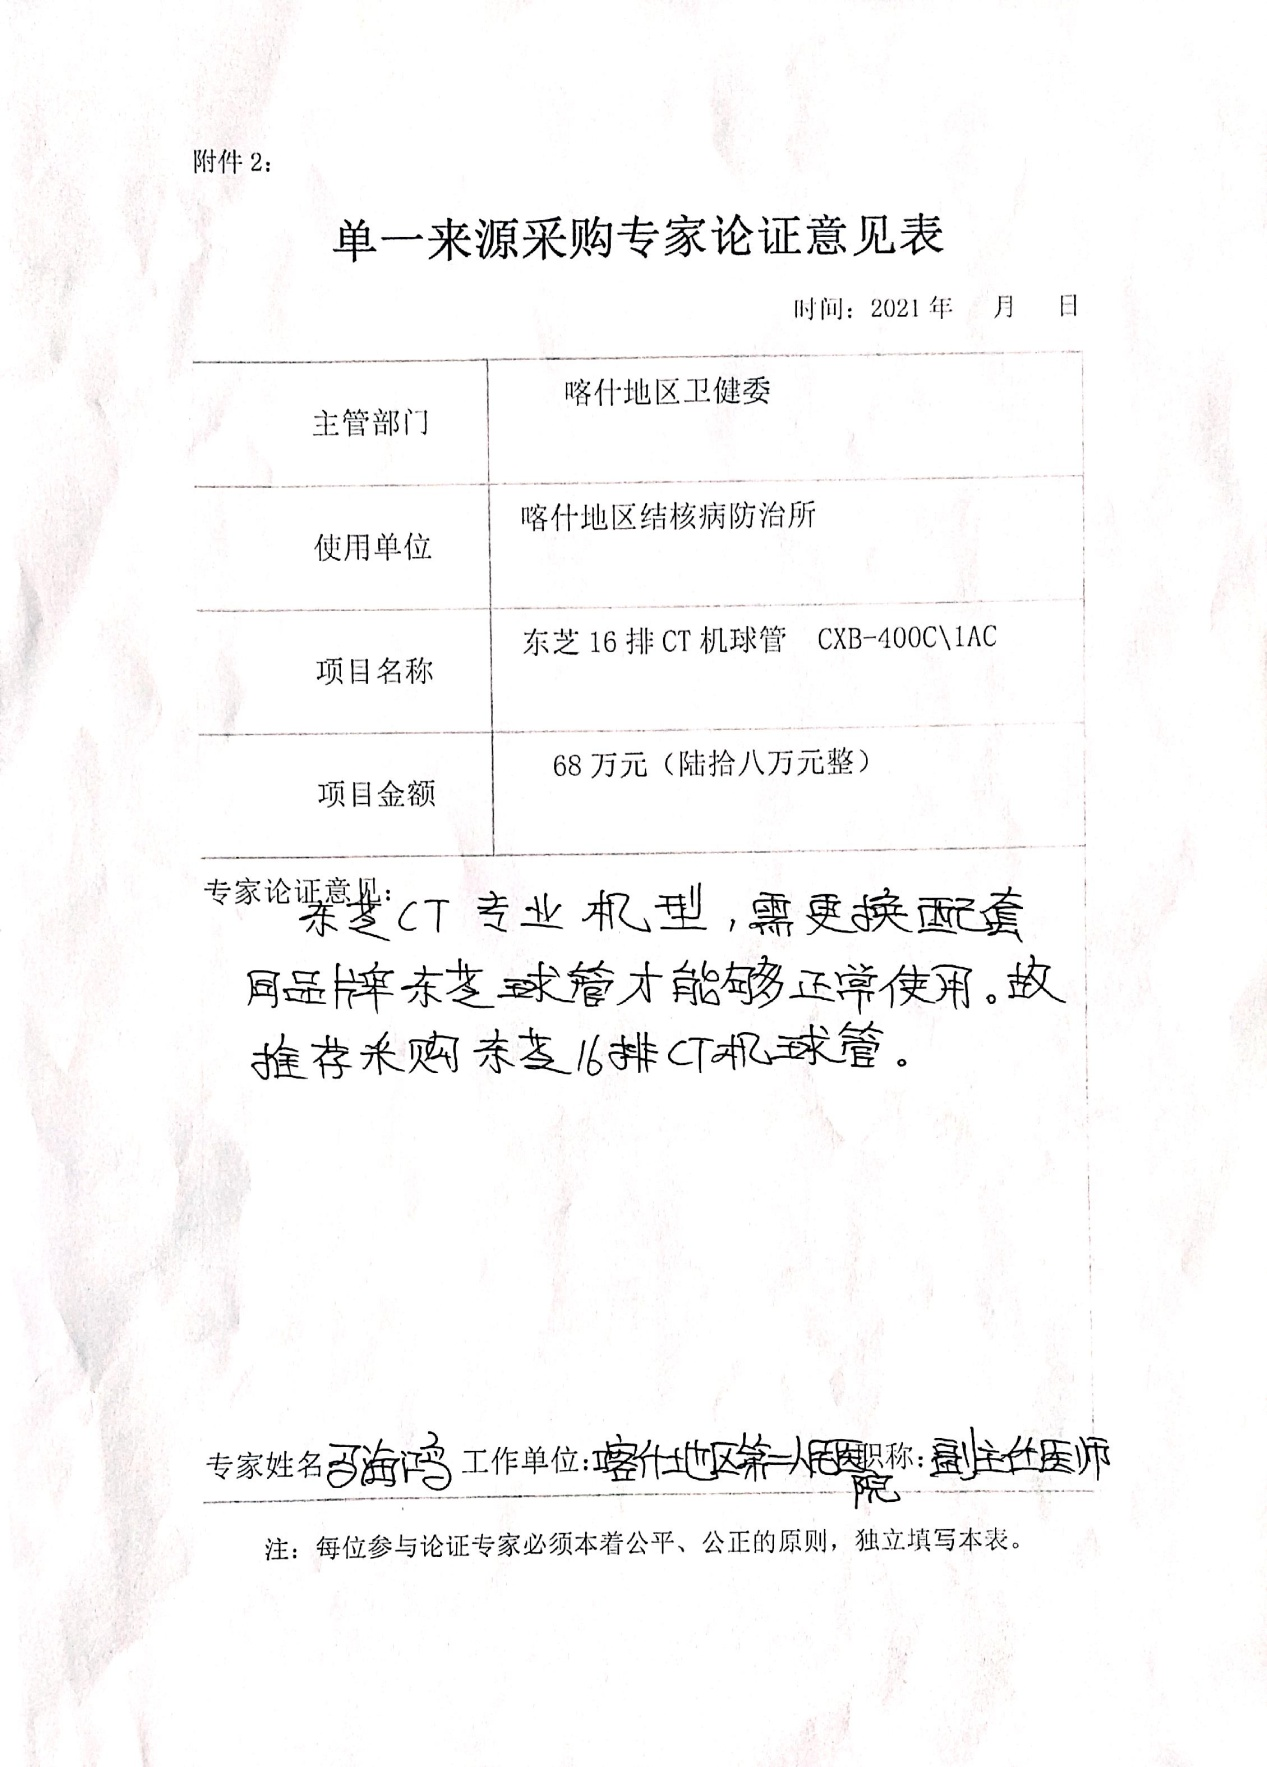 附件 2：
单一来源采购专家论证意见表
时间：2021 年 月 日
主管部门 喀什地区卫健委
使用单位 喀什地区结核病防治所
项目名称 东芝 16 排 CT 机球管 CXB-400C\1AC
项目金额 68 万元（陆拾八万元整）
专家论证意见：
东芝CT专业机型，需更换配套
同品牌东芝球管才能够正常使用。故
推荐采购东芝16排CT机球管。
专家姓名 海鸿 工作单位：喀什地区第一人民医院 职称：副主任医师
注：每位参与论证专家必须本着公平、公正的原则，独立填写本表。